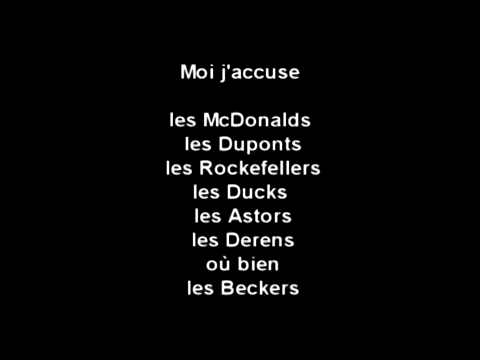 Moi j'accuse
les McDonalds
les Duponts
les Rockefellers
les Ducks
les Astors
les Derens
où bien
les Beckers